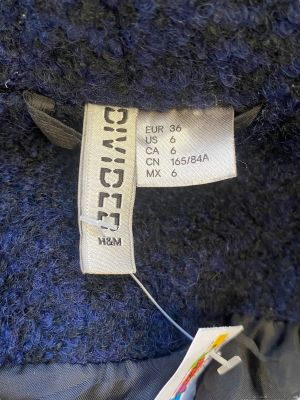 DIVIDED
H&M
EUR 36
US 6
CA 6
CN 165/84A
MX 6